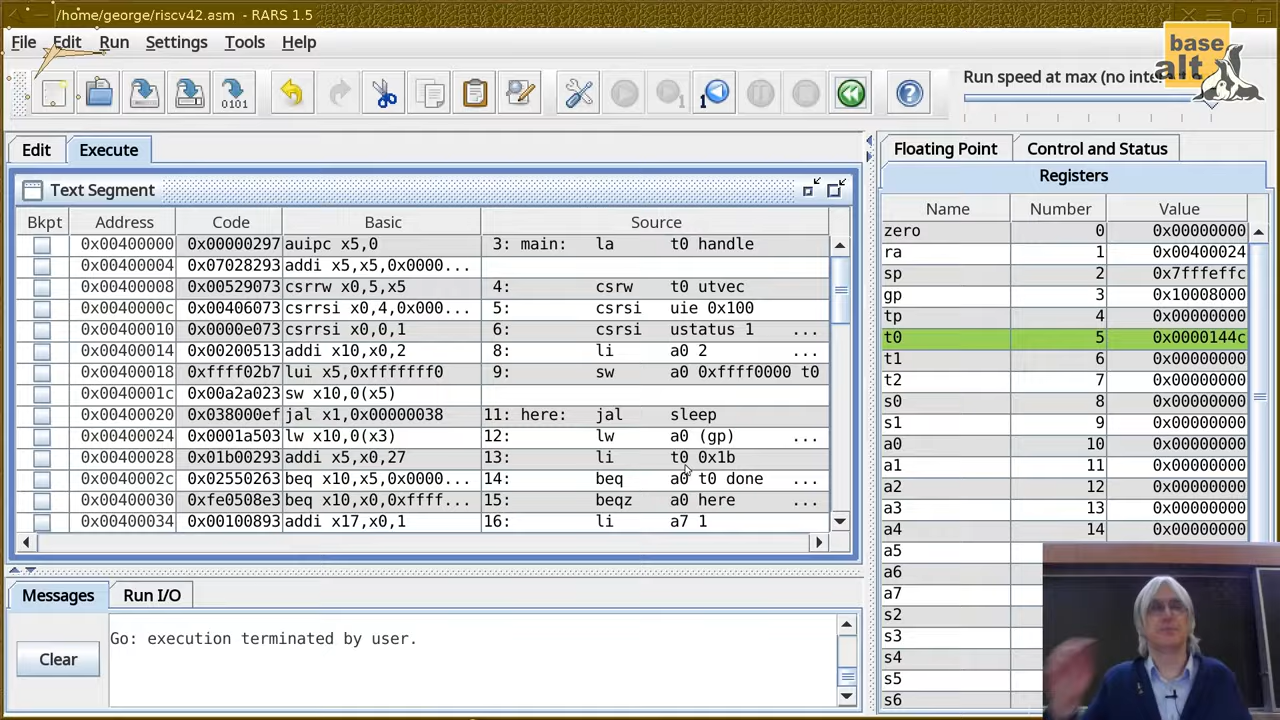 /home/george/riscv42.asm - RARS 1.5
File Edit Run Settings Tools Help
base
alt
Run speed at max (no inte
Edit Execute
Text Segment
Bkpt Address Code Basic Source
0x00400000 0x00000297 auipc x5,0 3: main: la t0 handle
0x00400004 0x07028293 addi x5,x5,0x0000...
0x00400008 0x00529073 csrrw x0,5,x5 4: csrw t0 utvec
0x0040000c 0x00406073 csrrsi x0,4,0x000... 5: csrsi uie 0x100
0x00400010 0x0000e073 csrrsi x0,0,1 6: csrsi ustatus 1 ...
0x00400014 0x00200513 addi x10,x0,2 8: li a0 2 ...
0x00400018 0xffff02b7 lui x5,0xfffffff0 9: sw a0 0xffff0000 t0
0x0040001c 0x00a2a023 sw x10,0(x5)
0x00400020 0x038000ef jal x1,0x00000038 11: here: jal sleep
0x00400024 0x0001a503 lw x10,0(x3) 12: lw a0 (gp) ...
0x00400028 0x01b00293 addi x5,x0,27 13: li t0 0x1b
0x0040002c 0x02550263 beq x10,x5,0x0000... 14: beq a0 t0 done ...
0x00400030 0xfe0508e3 beq x10,x0,0xffff... 15: beqz a0 here ...
0x00400034 0x00100893 addi x17,x0,1 16: li a7 1
Messages Run I/O
Go: execution terminated by user.
Clear
Floating Point Control and Status
Registers
Name Number Value
zero 0 0x00000000
ra 1 0x00400024
sp 2 0x7fffeffc
gp 3 0x10008000
tp 4 0x00000000
t0 5 0x0000144c
t1 6 0x00000000
t2 7 0x00000000
s0 8 0x00000000
s1 9 0x00000000
a0 10 0x00000000
a1 11 0x00000000
a2 12 0x00000000
a3 13 0x00000000
a4 14 0x00000000
a5
a6
a7
s2
s3
s4
s5
s6